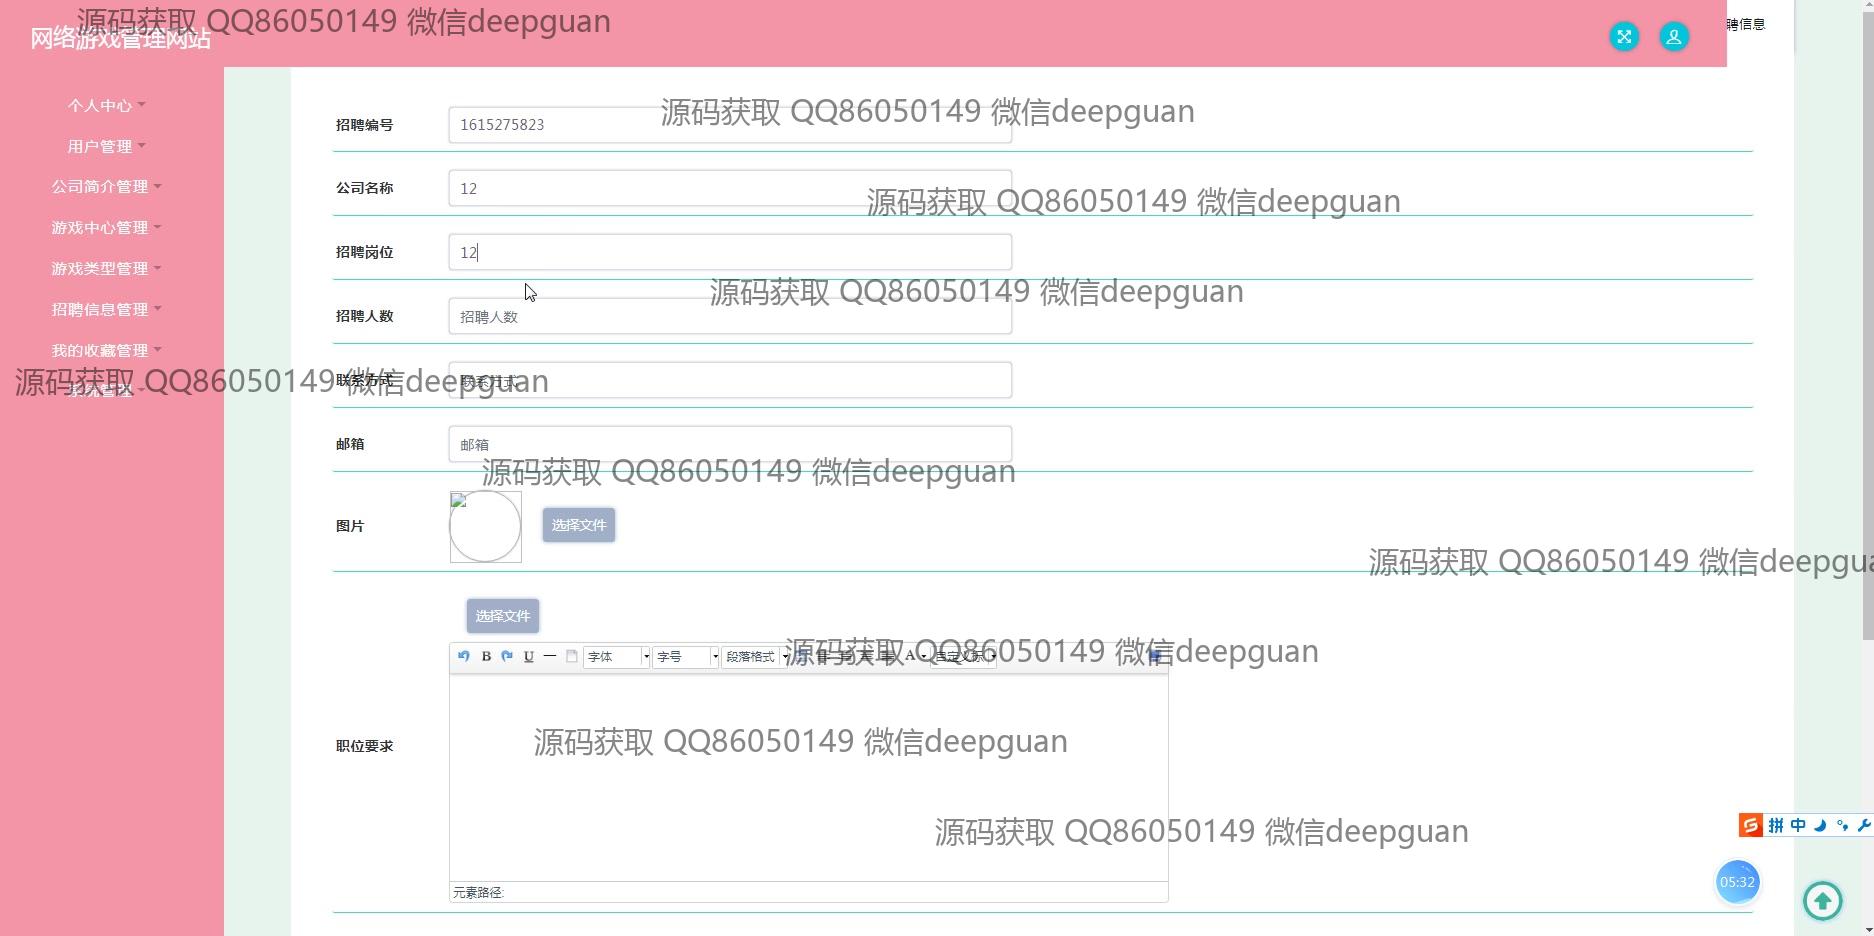 源码获取 QQ86050149 微信deepguan
网络游戏管理网站
聘信息
个人中心
用户管理
公司简介管理
游戏中心管理
游戏类型管理
招聘信息管理
我的收藏管理
系统管理
源码获取 QQ86050149 微信deepguan
招聘编号 1615275823
源码获取 QQ86050149 微信deepguan
公司名称 12
源码获取 QQ86050149 微信deepguan
招聘岗位 12
源码获取 QQ86050149 微信deepguan
招聘人数 招聘人数
联系方式 联系方式
邮箱 邮箱
源码获取 QQ86050149 微信deepguan
图片 选择文件
源码获取 QQ86050149 微信deepgua
选择文件
B U 字体 字号 段落格式 A 自定义标
源码获取 QQ86050149 微信deepguan
职位要求
源码获取 QQ86050149 微信deepguan
源码获取 QQ86050149 微信deepguan
拼 中
05:32
元素路径: